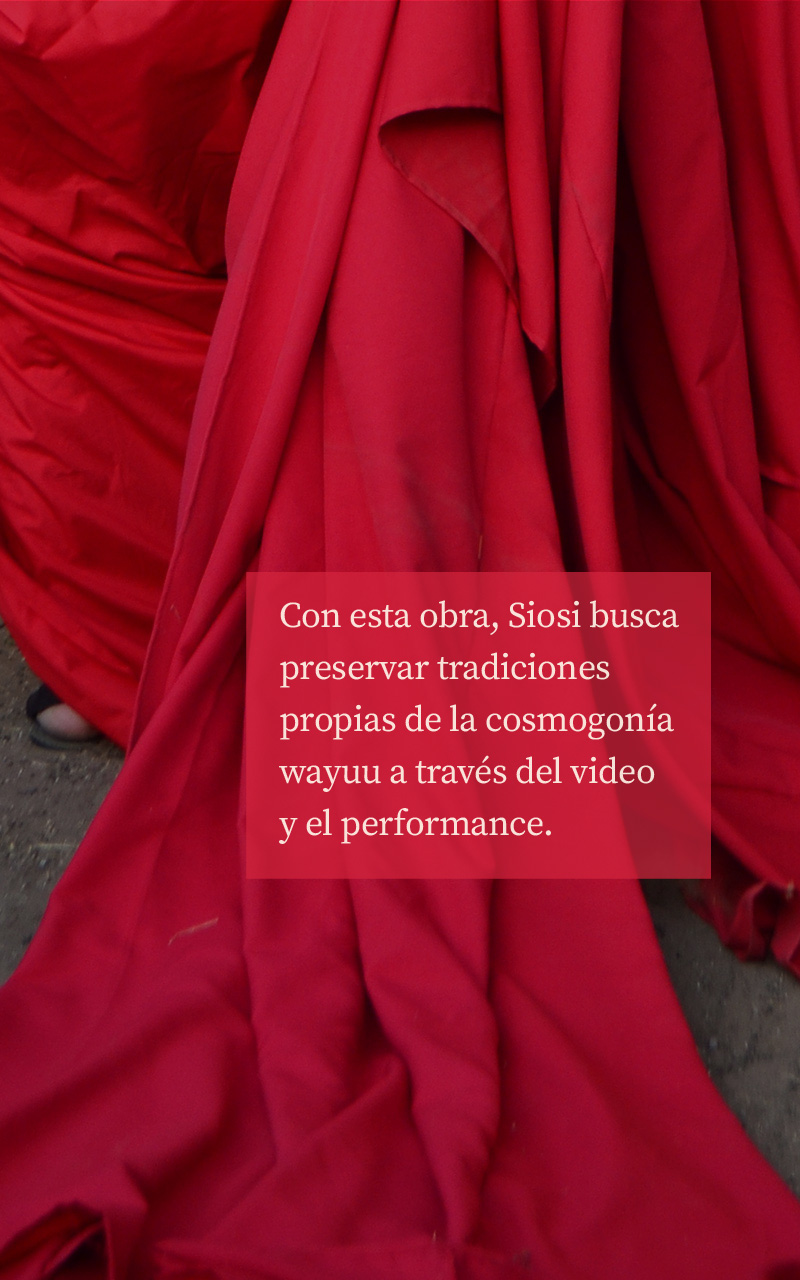 Con esta obra, Siosi busca
preservar tradiciones
propias de la cosmogonía
wayuu a través del video
y el performance.